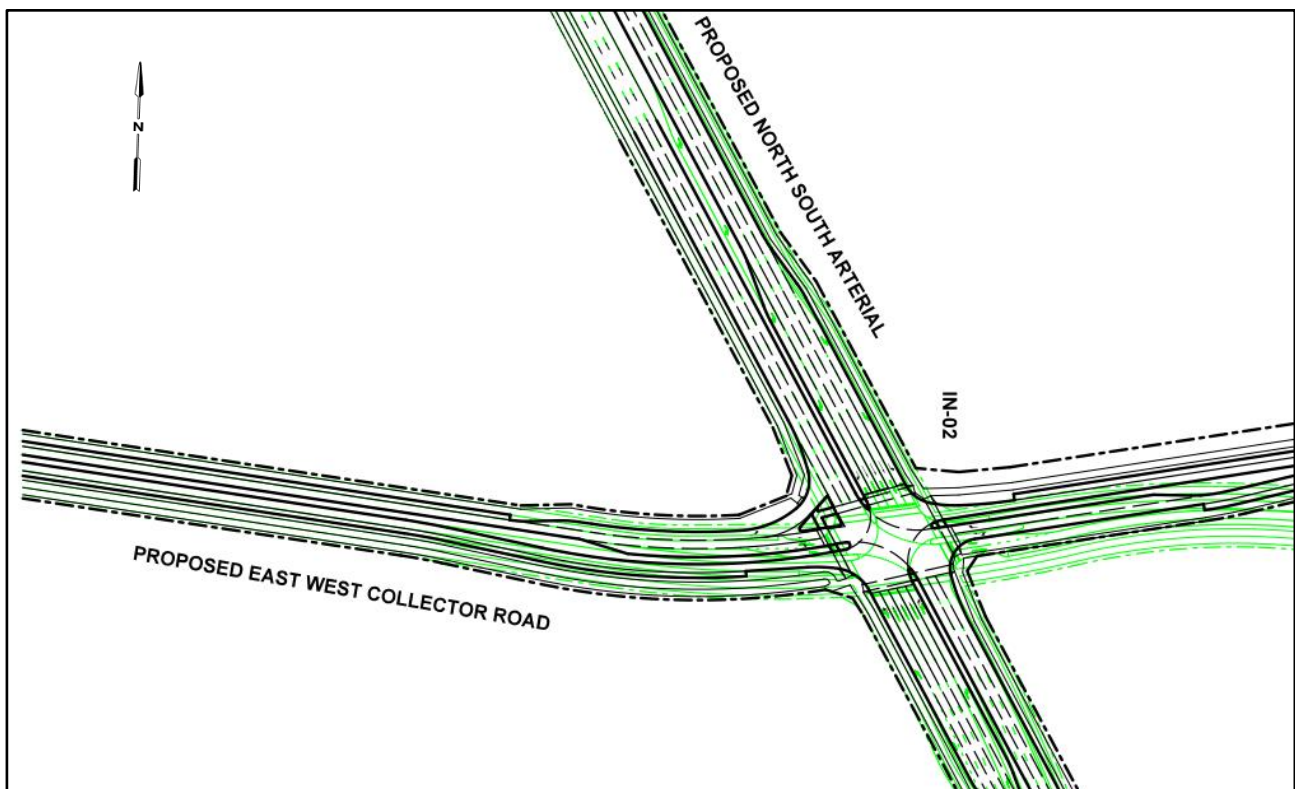 PROPOSED NORTH SOUTH ARTERIAL
N
IN-02
PROPOSED EAST WEST COLLECTOR ROAD